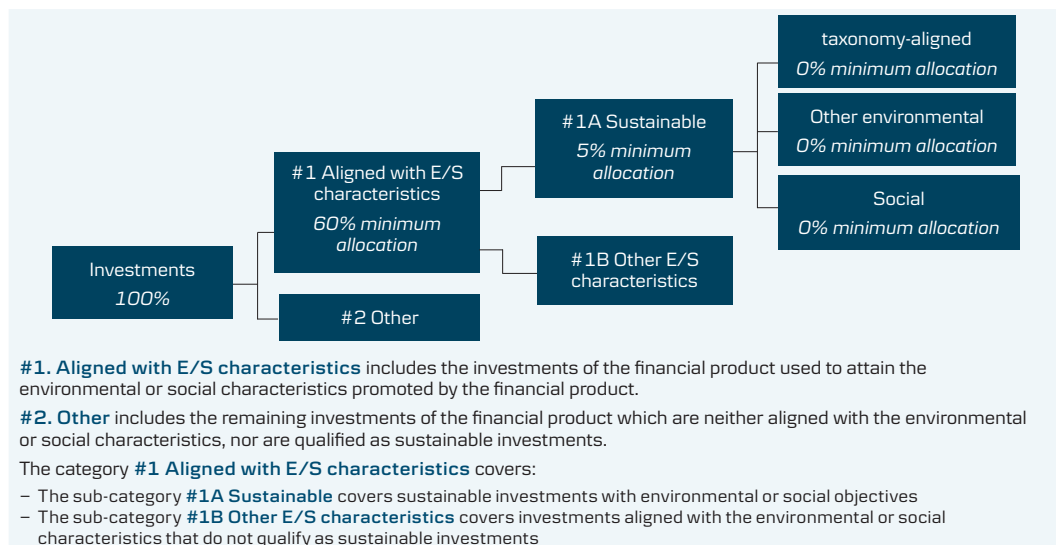 taxonomy-aligned
0% minimum allocation
Other environmental
0% minimum allocation
Social
0% minimum allocation
#1A Sustainable
5% minimum
allocation
#1B Other E/S
characteristics
#1 Aligned with E/S
characteristics
60% minimum
allocation
#2 Other
Investments
100%
#1. Aligned with E/S characteristics includes the investments of the financial product used to attain the
environmental or social characteristics promoted by the financial product.
#2. Other includes the remaining investments of the financial product which are neither aligned with the environmental
or social characteristics, nor are qualified as sustainable investments.
The category #1 Aligned with E/S characteristics covers:
– The sub-category #1A Sustainable covers sustainable investments with environmental or social objectives
– The sub-category #1B Other E/S characteristics covers investments aligned with the environmental or social
characteristics that do not qualify as sustainable investments